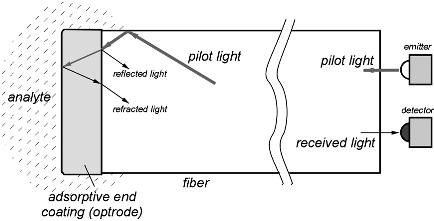 emitter
pilot light
pilot light
reflected light
analyte
detector
refracted light
received light
fiber
adsorptive end
coating (optrode)